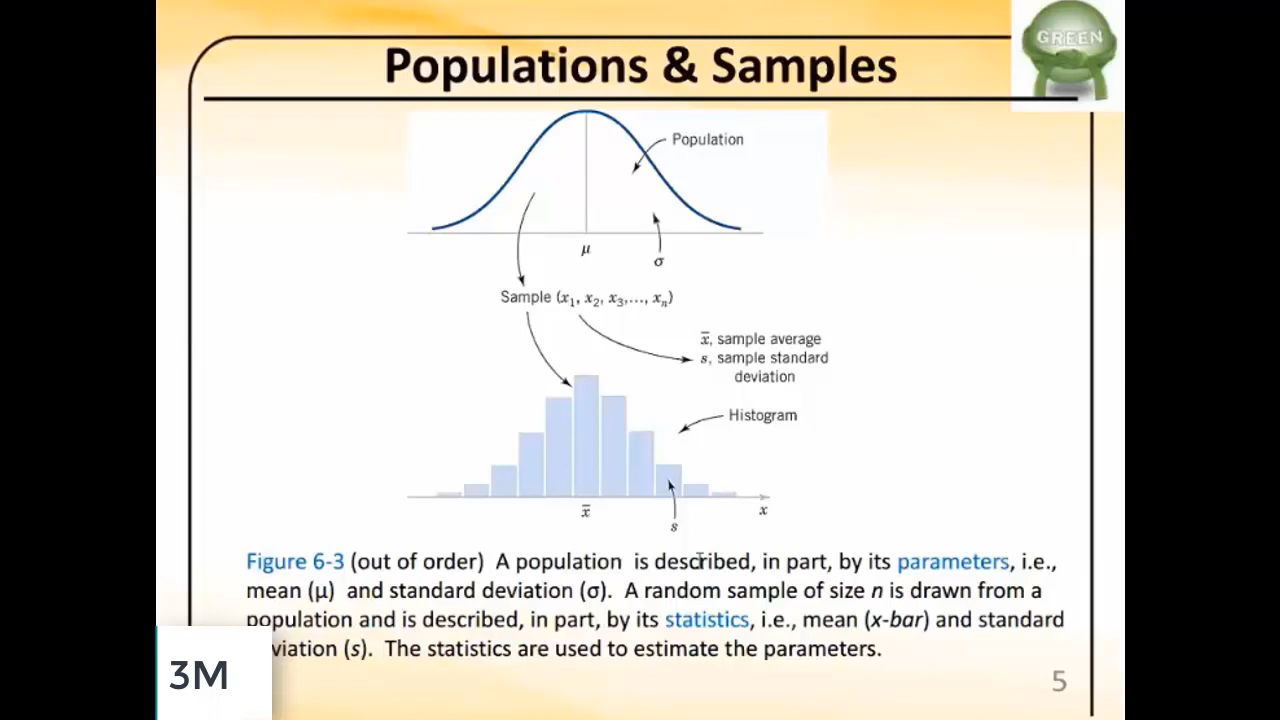 GREEN
Populations & Samples
Population
μ
σ
Sample (x₁, x₂, x₃,..., xₙ)
x̄, sample average
s, sample standard
deviation
Histogram
x̄
x
s
Figure 6-3 (out of order) A population is described, in part, by its parameters, i.e.,
mean (μ) and standard deviation (σ). A random sample of size n is drawn from a
population and is described, in part, by its statistics, i.e., mean (x-bar) and standard
viation (s). The statistics are used to estimate the parameters.
3M
5